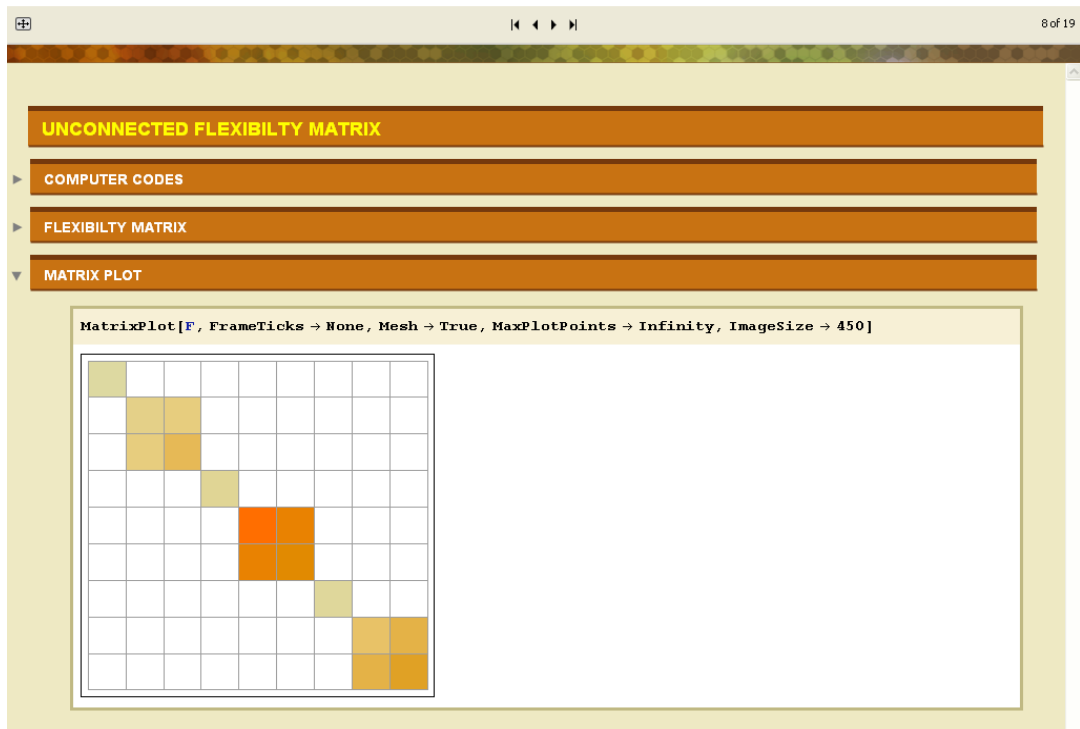 8 of 19
UNCONNECTED FLEXIBILTY MATRIX
COMPUTER CODES
FLEXIBILTY MATRIX
MATRIX PLOT
MatrixPlot[F, FrameTicks → None, Mesh → True, MaxPlotPoints → Infinity, ImageSize → 450]